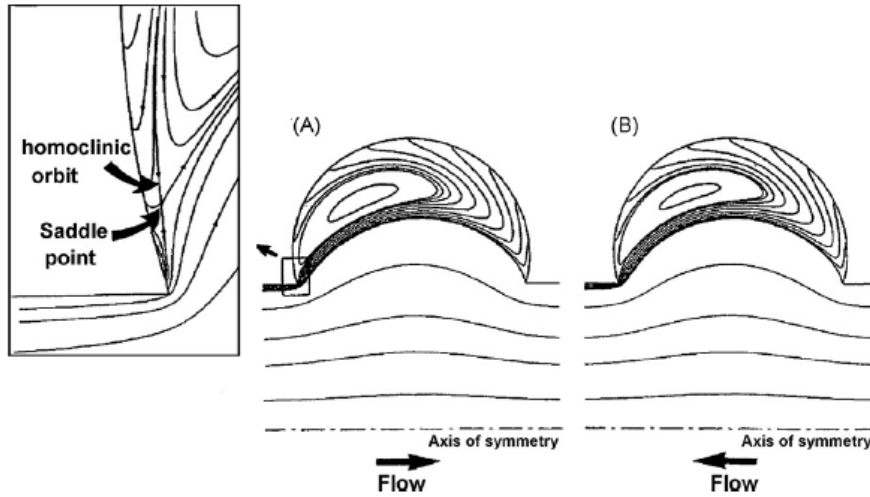 homoclinic
orbit
Saddle
point
(A)
(B)
Axis of symmetry
Axis of symmetry
Flow
Flow